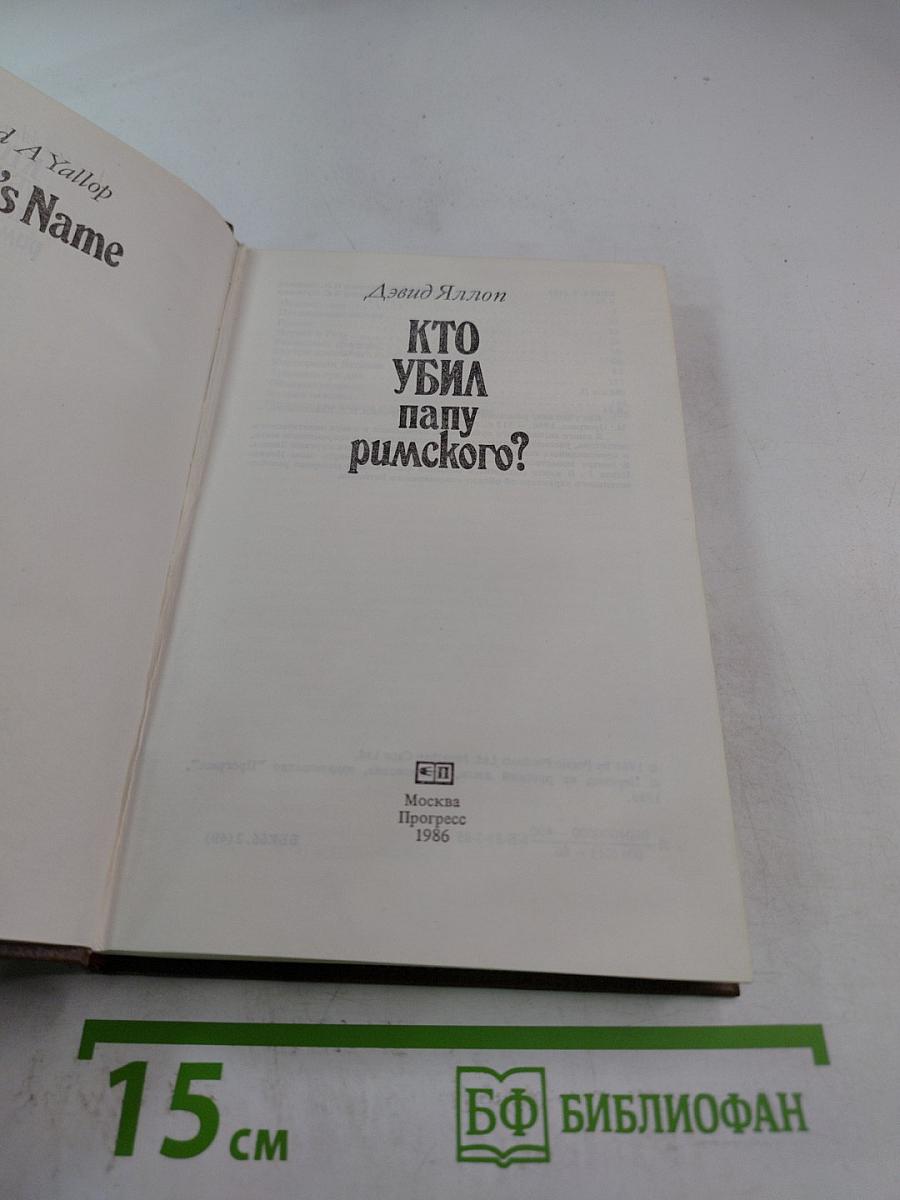 d A Yallop
's Name
Дэвид Яллоп
КТО
УБИЛ
папу
римского?
Москва
Прогресс
1986
15 см
БФ БИБЛИОФАН